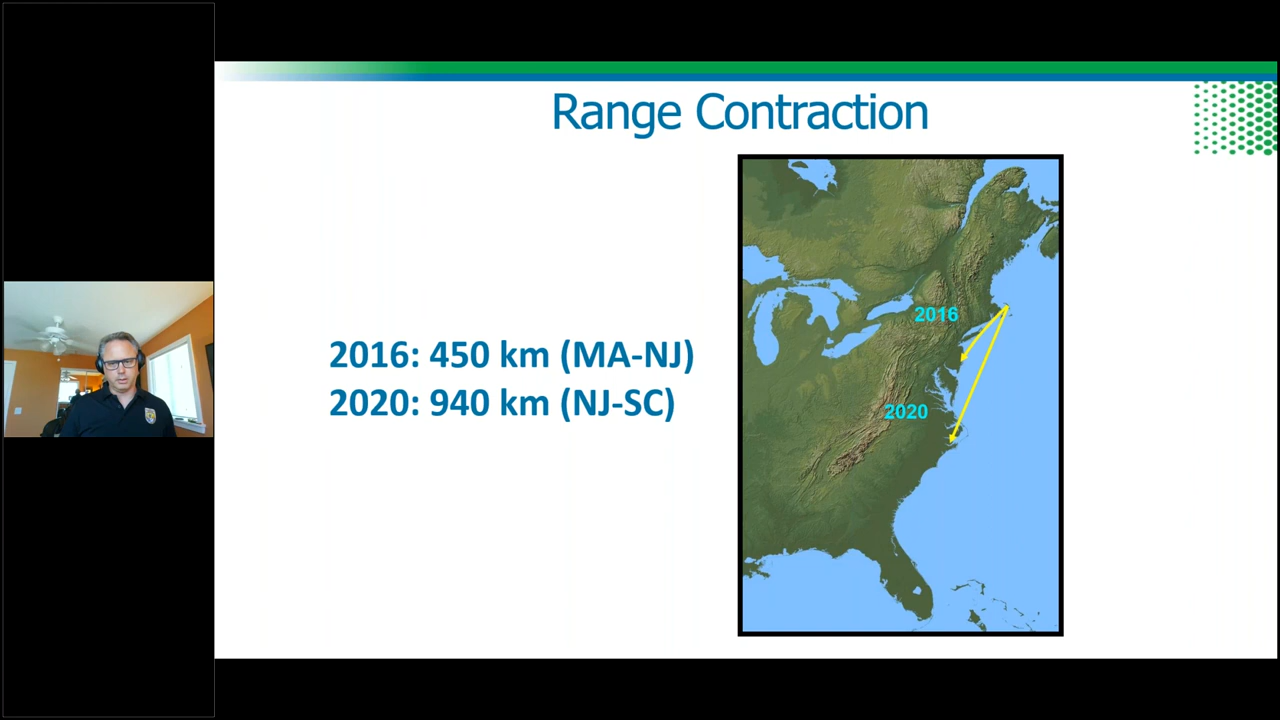 Range Contraction
2016: 450 km (MA-NJ)
2020: 940 km (NJ-SC)
2016
2020